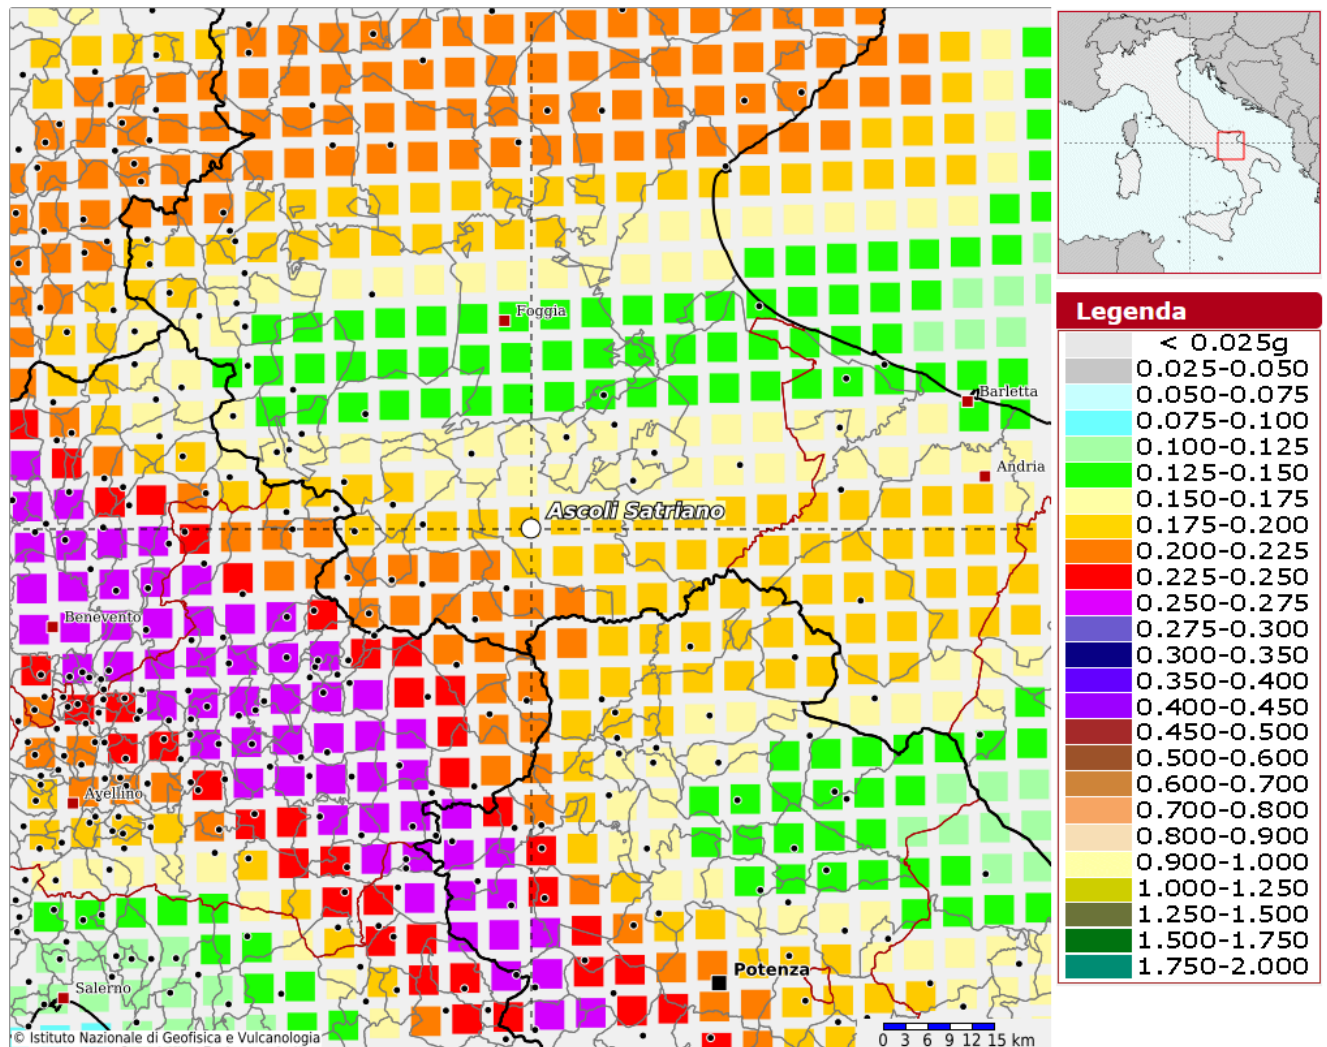 Foggia
Barletta
Andria
Ascoli Satriano
Benevento
Avellino
Potenza
Salerno
© Istituto Nazionale di Geofisica e Vulcanologia
0 3 6 9 12 15 km
Legenda
< 0.025g
0.025-0.050
0.050-0.075
0.075-0.100
0.100-0.125
0.125-0.150
0.150-0.175
0.175-0.200
0.200-0.225
0.225-0.250
0.250-0.275
0.275-0.300
0.300-0.350
0.350-0.400
0.400-0.450
0.450-0.500
0.500-0.600
0.600-0.700
0.700-0.800
0.800-0.900
0.900-1.000
1.000-1.250
1.250-1.500
1.500-1.750
1.750-2.000